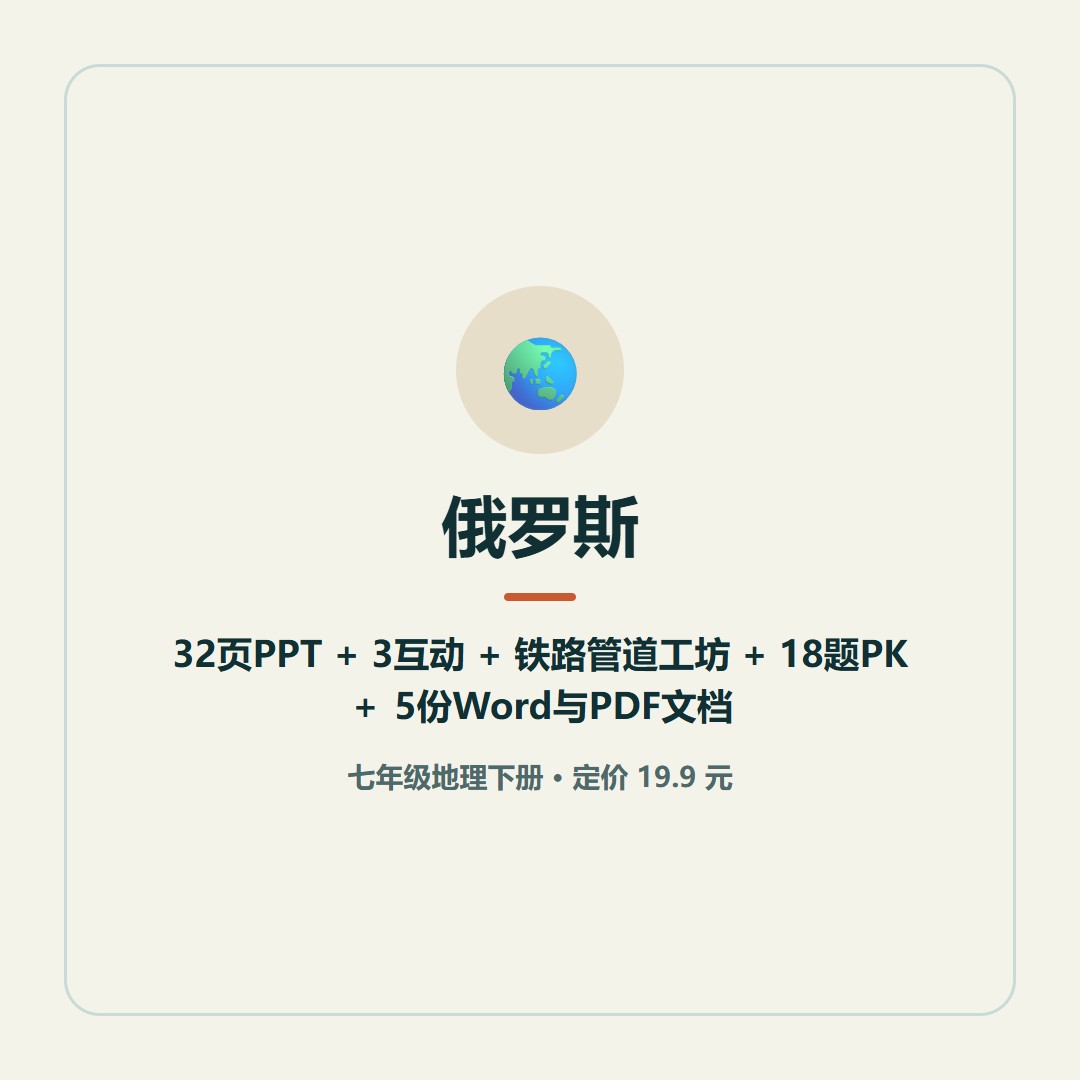 俄罗斯
32页PPT + 3互动 + 铁路管道工坊 + 18题PK
+ 5份Word与PDF文档
七年级地理下册 • 定价 19.9 元